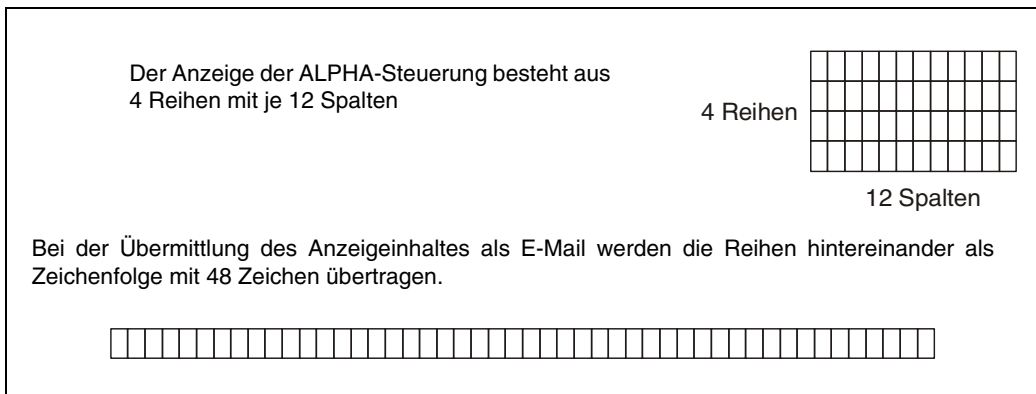 Der Anzeige der ALPHA-Steuerung besteht aus
4 Reihen mit je 12 Spalten
4 Reihen
12 Spalten
Bei der Übermittlung des Anzeigeinhaltes als E-Mail werden die Reihen hintereinander als
Zeichenfolge mit 48 Zeichen übertragen.